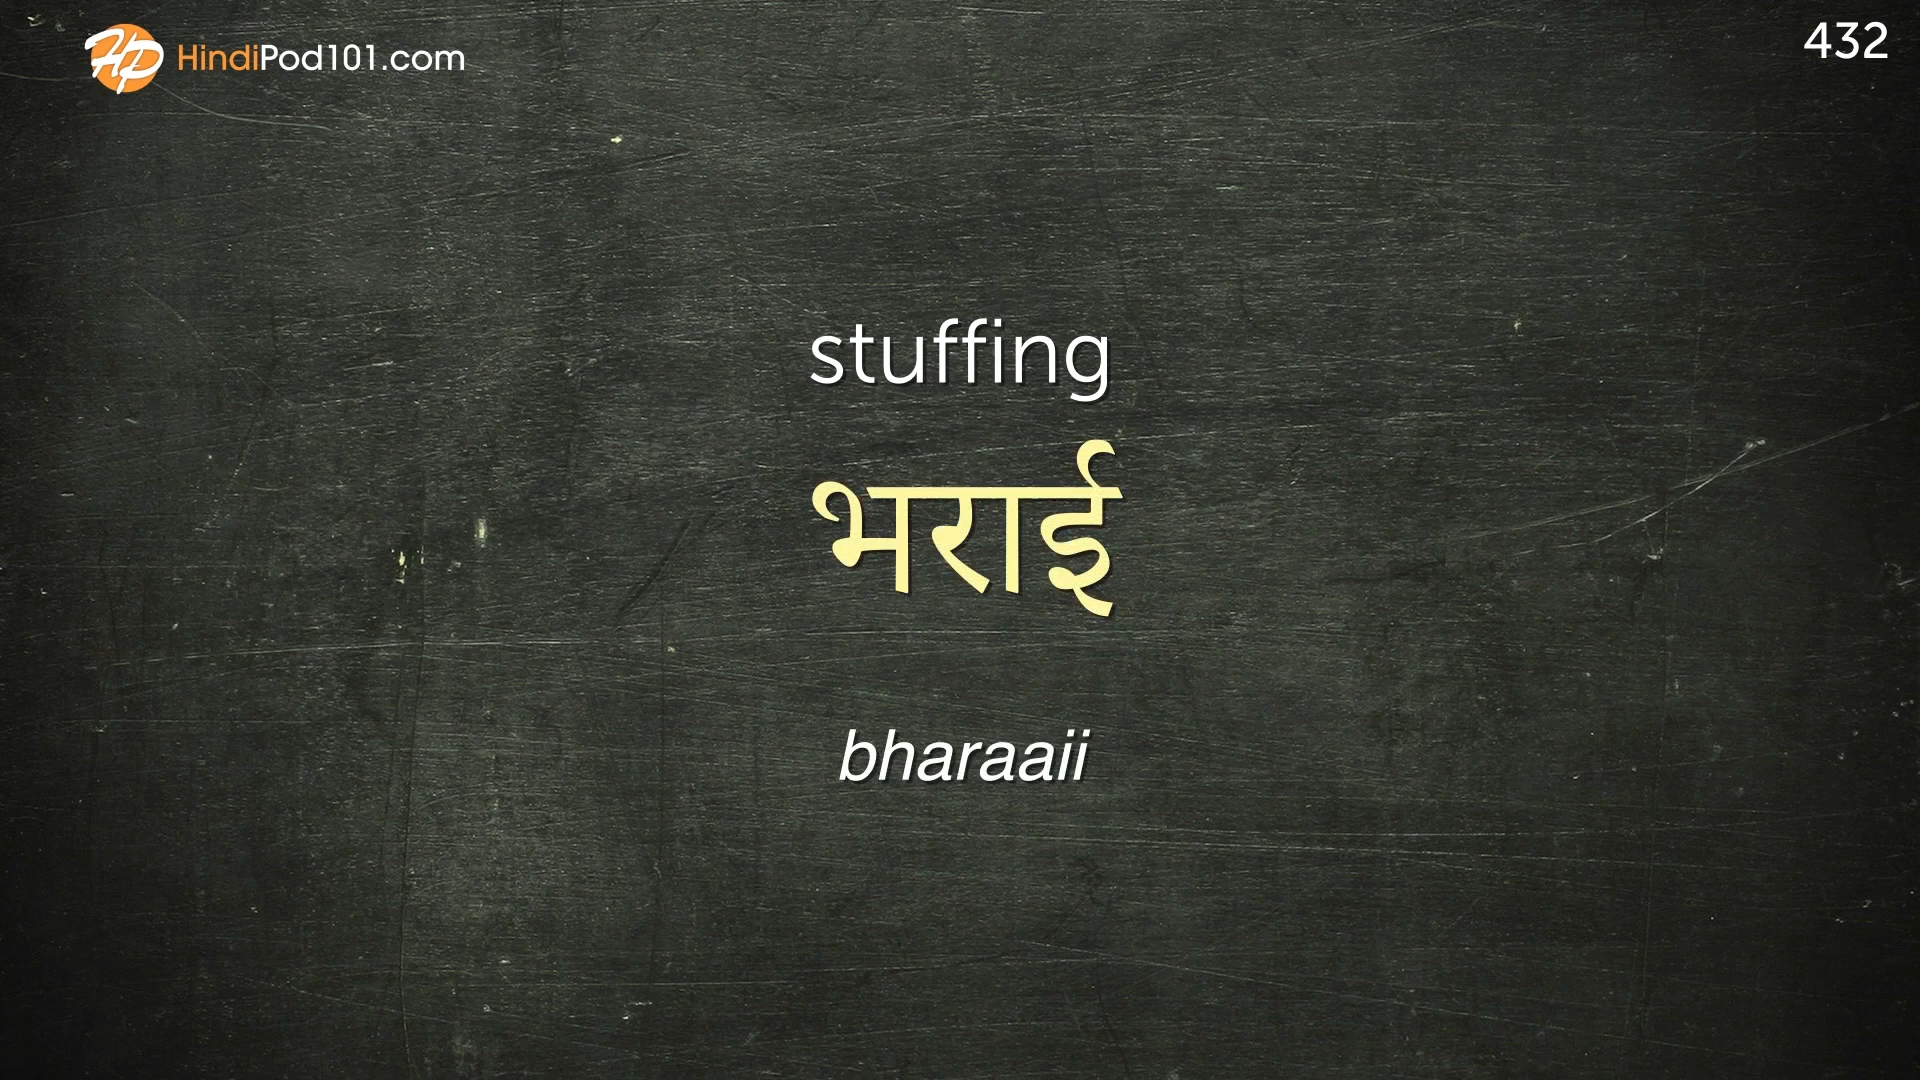 HindiPod101.com
432
stuffing
भराई
bharaaii